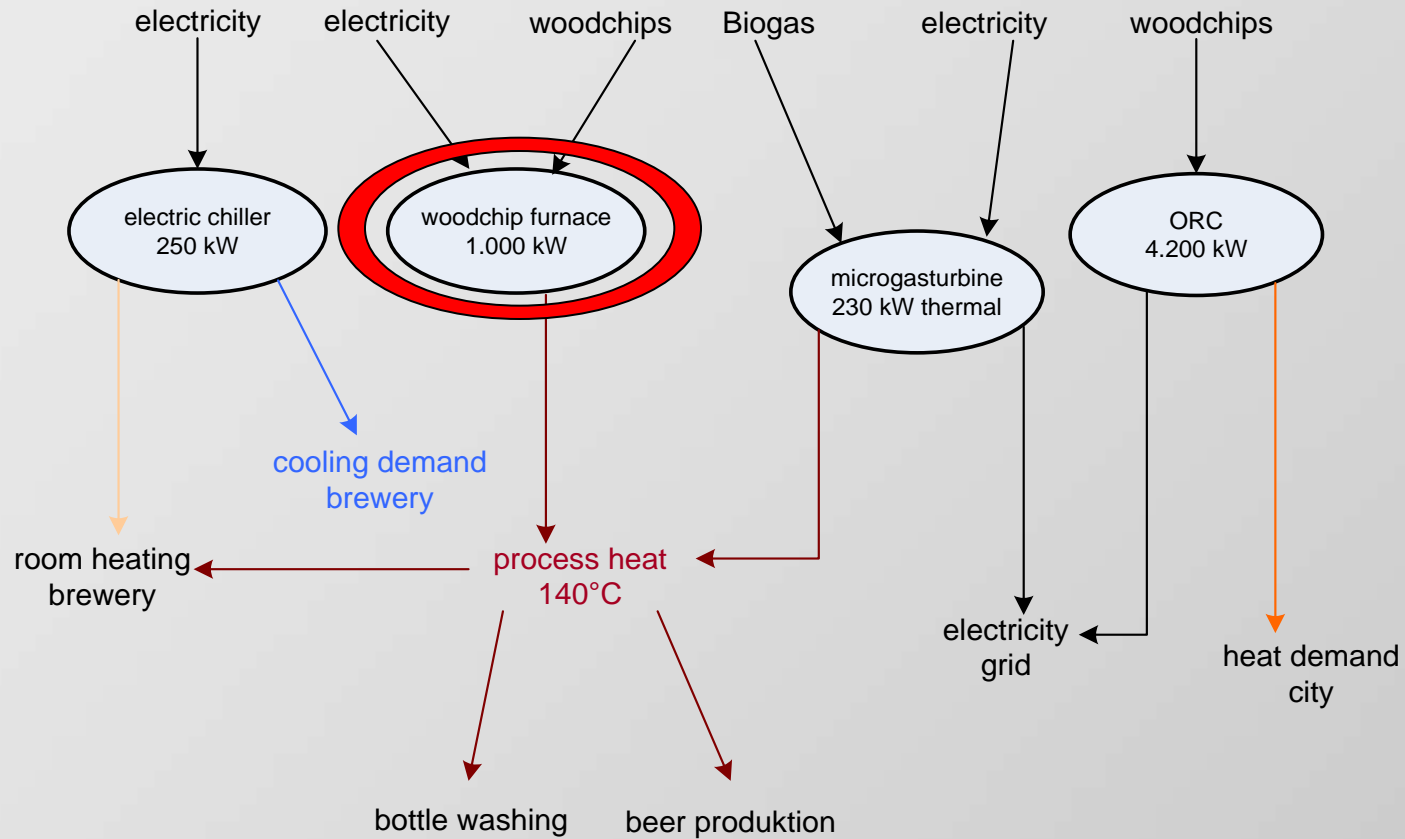 electricity
electricity
woodchips
Biogas
electricity
woodchips
electric chiller
250 kW
woodchip furnace
1.000 kW
microgasturbine
230 kW thermal
ORC
4.200 kW
cooling demand
brewery
room heating
brewery
process heat
140°C
electricity
grid
heat demand
city
bottle washing
beer produktion